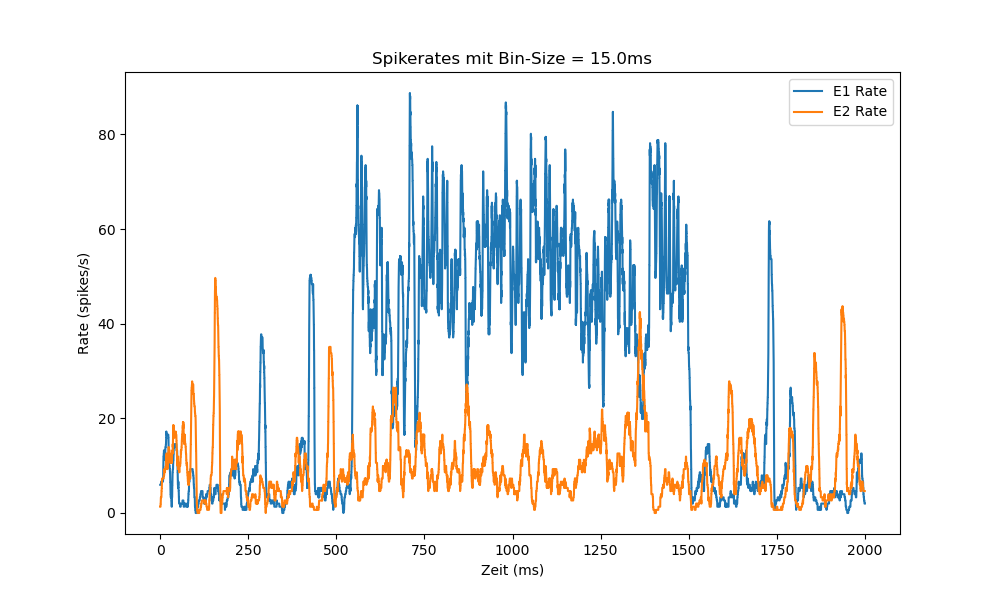 Spikerates mit Bin-Size = 15.0ms
E1 Rate
E2 Rate
Rate (spikes/s)
80
60
40
20
0
0 250 500 750 1000 1250 1500 1750 2000
Zeit (ms)